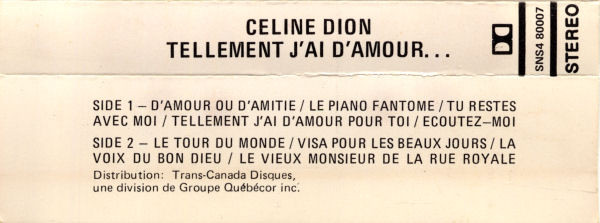 CELINE DION
TELLEMENT J'AI D'AMOUR...
SNS4 80007
STEREO
SIDE 1 – D'AMOUR OU D'AMITIE / LE PIANO FANTOME / TU RESTES
AVEC MOI / TELLEMENT J'AI D'AMOUR POUR TOI / ECOUTEZ–MOI
SIDE 2 – LE TOUR DU MONDE / VISA POUR LES BEAUX JOURS / LA
VOIX DU BON DIEU / LE VIEUX MONSIEUR DE LA RUE ROYALE
Distribution: Trans-Canada Disques,
une division de Groupe Québécor inc.